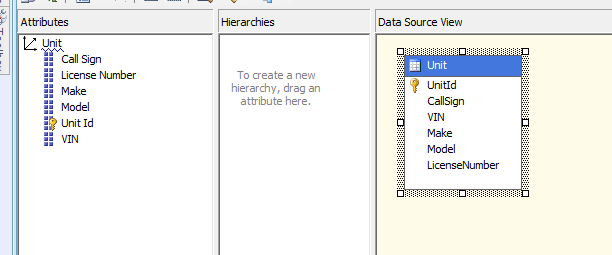 Attributes
Unit
Call Sign
License Number
Make
Model
Unit Id
VIN
Hierarchies
To create a new
hierarchy, drag an
attribute here.
Data Source View
Unit
UnitId
CallSign
VIN
Make
Model
LicenseNumber